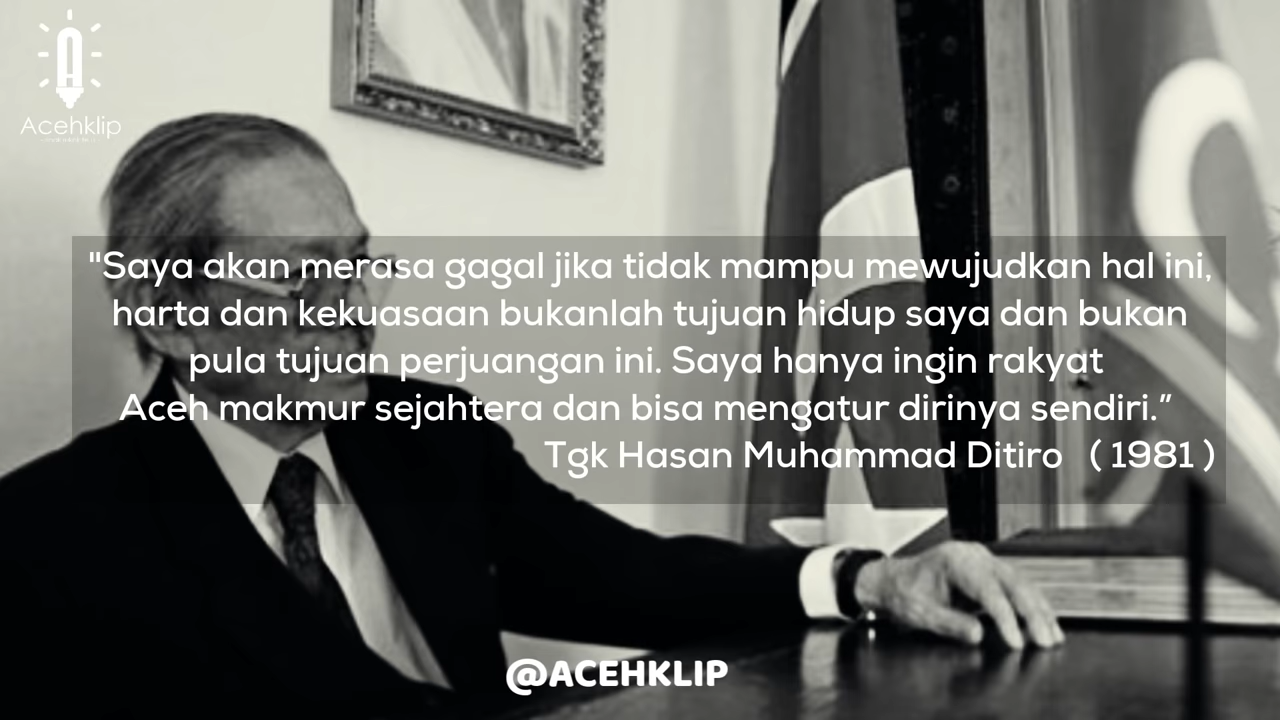 Acehklip
"Saya akan merasa gagal jika tidak mampu mewujudkan hal ini,
harta dan kekuasaan bukanlah tujuan hidup saya dan bukan
pula tujuan perjuangan ini. Saya hanya ingin rakyat
Aceh makmur sejahtera dan bisa mengatur dirinya sendiri.”
Tgk Hasan Muhammad Ditiro ( 1981 )
@ACEHKLIP